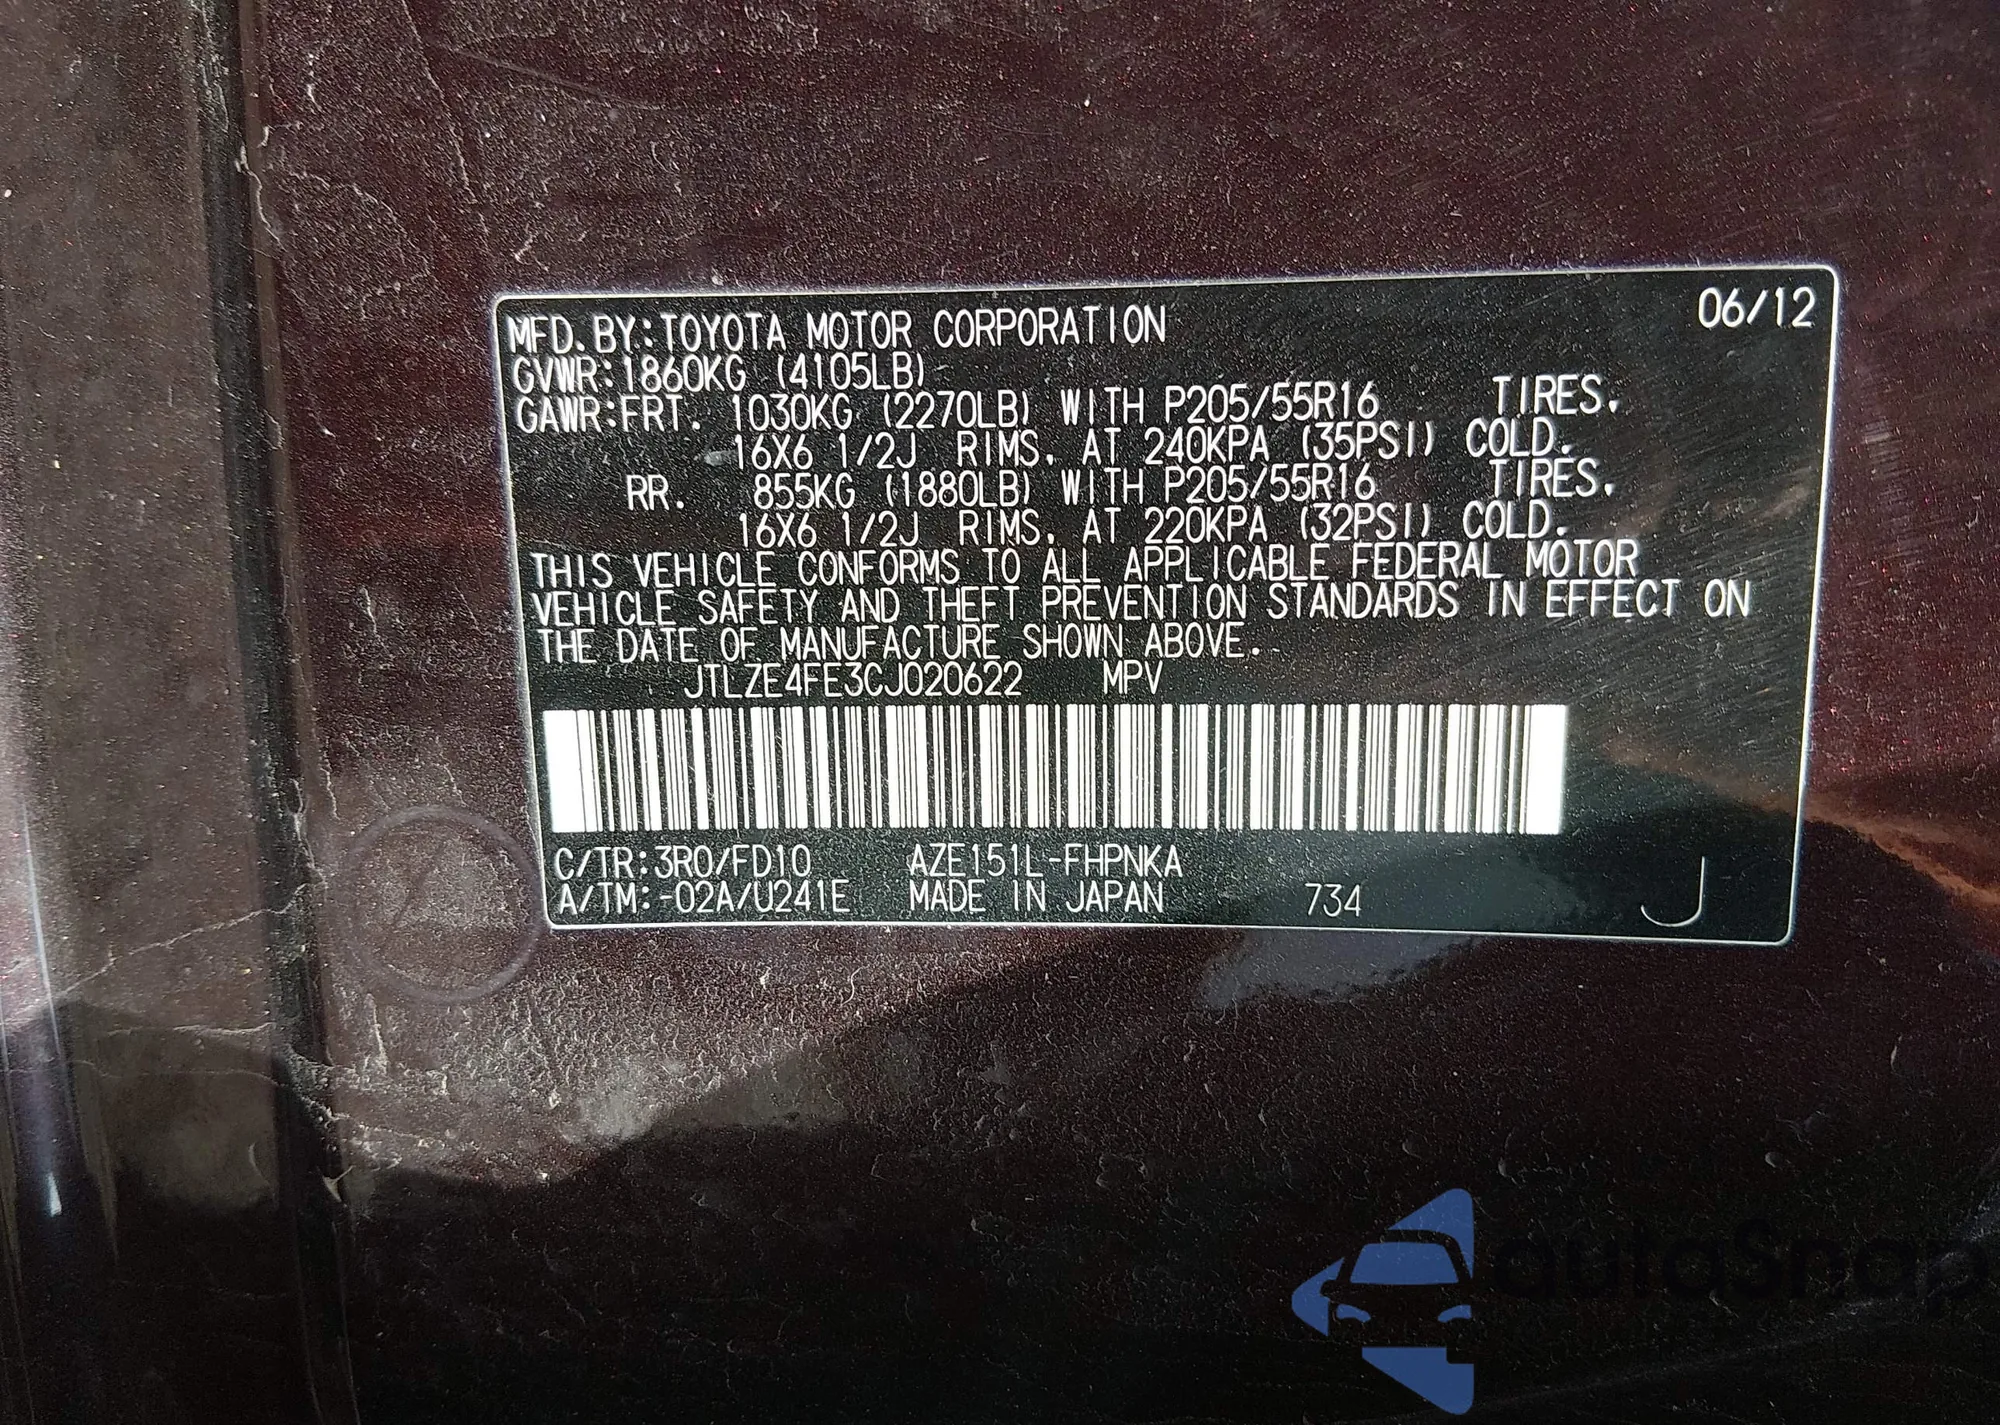 06/12
MFD. BY:TOYOTA MOTOR CORPORATION
GVWR:1860KG (4105LB)
GAWR:FRT. 1030KG (2270LB) WITH P205/55R16 TIRES,
16X6 1/2J RIMS, AT 240KPA (35PSI) COLD.
RR. 855KG (1880LB) WITH P205/55R16 TIRES,
16X6 1/2J RIMS, AT 220KPA (32PSI) COLD.
THIS VEHICLE CONFORMS TO ALL APPLICABLE FEDERAL MOTOR
VEHICLE SAFETY AND THEFT PREVENTION STANDARDS IN EFFECT ON
THE DATE OF MANUFACTURE SHOWN ABOVE.
JTLZE4FE3CJ020622 MPV
C/TR:3R0/FD10 AZE151L-FHPNKA
A/TM:-02A/U241E MADE IN JAPAN 734 J
autoSnap